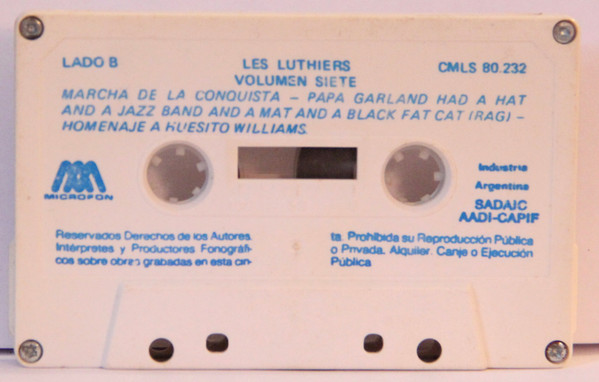 LADO B
LES LUTHIERS
VOLUMEN SIETE
CMLS 80.232
MARCHA DE LA CONQUISTA – PAPA GARLAND HAD A HAT
AND A JAZZ BAND AND A MAT AND A BLACK FAT CAT (RAG) –
HOMENAJE A HUESITO WILLIAMS.
MICROFON
Industria
Argentina
SADAIC
AADI-CAPIF
Reservados Derechos de los Autores.
Intérpretes y Productores Fonográfi-
cos sobre obras grabadas en esta cin-
ta. Prohibida su Reproducción Pública
o Privada. Alquiler. Canje o Ejecución
Pública